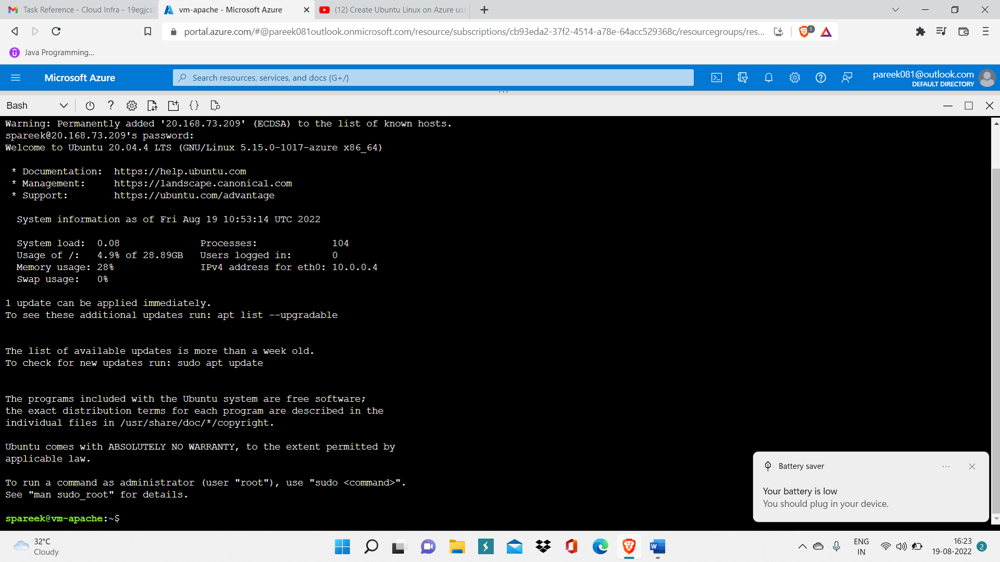 Task Reference - Cloud Infra - 19egjcs
vm-apache - Microsoft Azure
(12) Create Ubuntu Linux on Azure usi
portal.azure.com/#@pareek081outlook.onmicrosoft.com/resource/subscriptions/cb93eda2-37f2-4514-a78e-64acc529368c/resourcegroups/res...
3
Java Programming...
Microsoft Azure
Search resources, services, and docs (G+/)
pareek081@outlook.com
DEFAULT DIRECTORY
Bash
Warning: Permanently added '20.168.73.209' (ECDSA) to the list of known hosts.
spareek@20.168.73.209's password:
Welcome to Ubuntu 20.04.4 LTS (GNU/Linux 5.15.0-1017-azure x86_64)
* Documentation: https://help.ubuntu.com
* Management: https://landscape.canonical.com
* Support: https://ubuntu.com/advantage
System information as of Fri Aug 19 10:53:14 UTC 2022
System load: 0.08 Processes: 104
Usage of /: 4.9% of 28.89GB Users logged in: 0
Memory usage: 28% IPv4 address for eth0: 10.0.0.4
Swap usage: 0%
1 update can be applied immediately.
To see these additional updates run: apt list --upgradable
The list of available updates is more than a week old.
To check for new updates run: sudo apt update
The programs included with the Ubuntu system are free software;
the exact distribution terms for each program are described in the
individual files in /usr/share/doc/*/copyright.
Ubuntu comes with ABSOLUTELY NO WARRANTY, to the extent permitted by
applicable law.
To run a command as administrator (user "root"), use "sudo <command>".
See "man sudo_root" for details.
spareek@vm-apache:~$
Battery saver
Your battery is low
You should plug in your device.
32°C
Cloudy
ENG
IN
16:23
19-08-2022
2